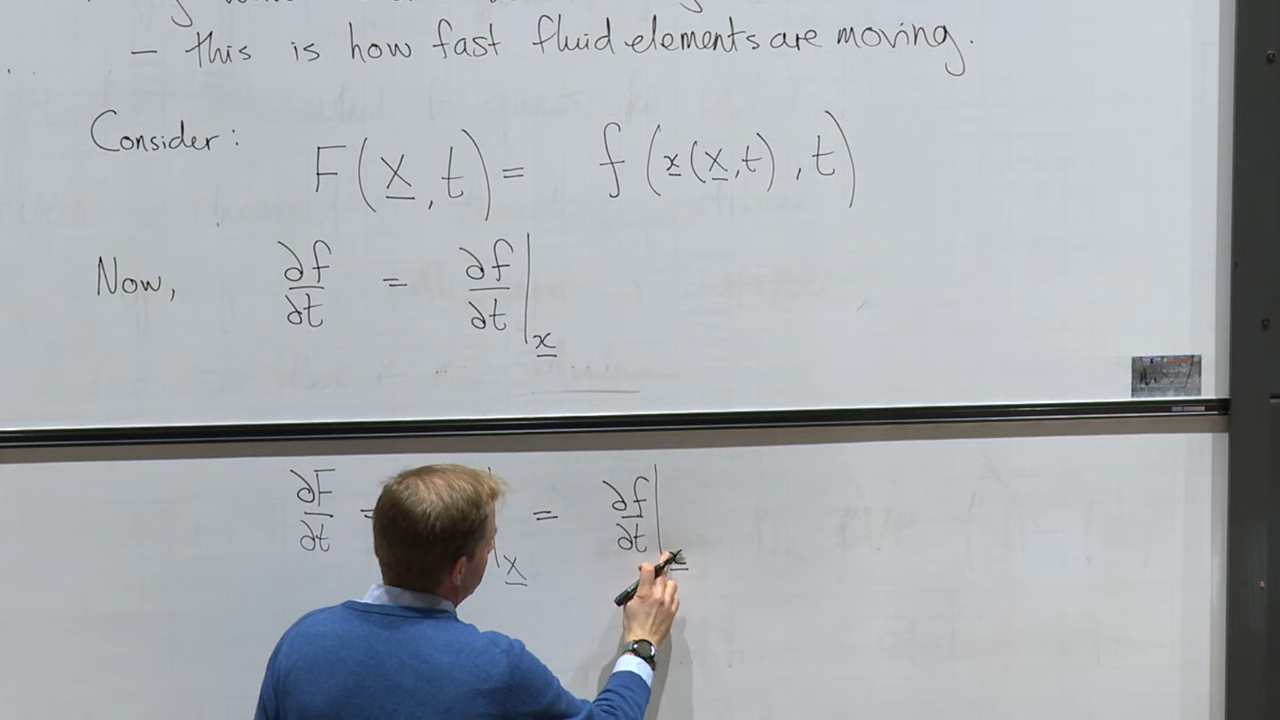 – this is how fast fluid elements are moving.
Consider: F(X, t) = f(x(X,t), t)
Now, ∂f/∂t = ∂f/∂t |x
∂F/∂t = |X = ∂f/∂t |x